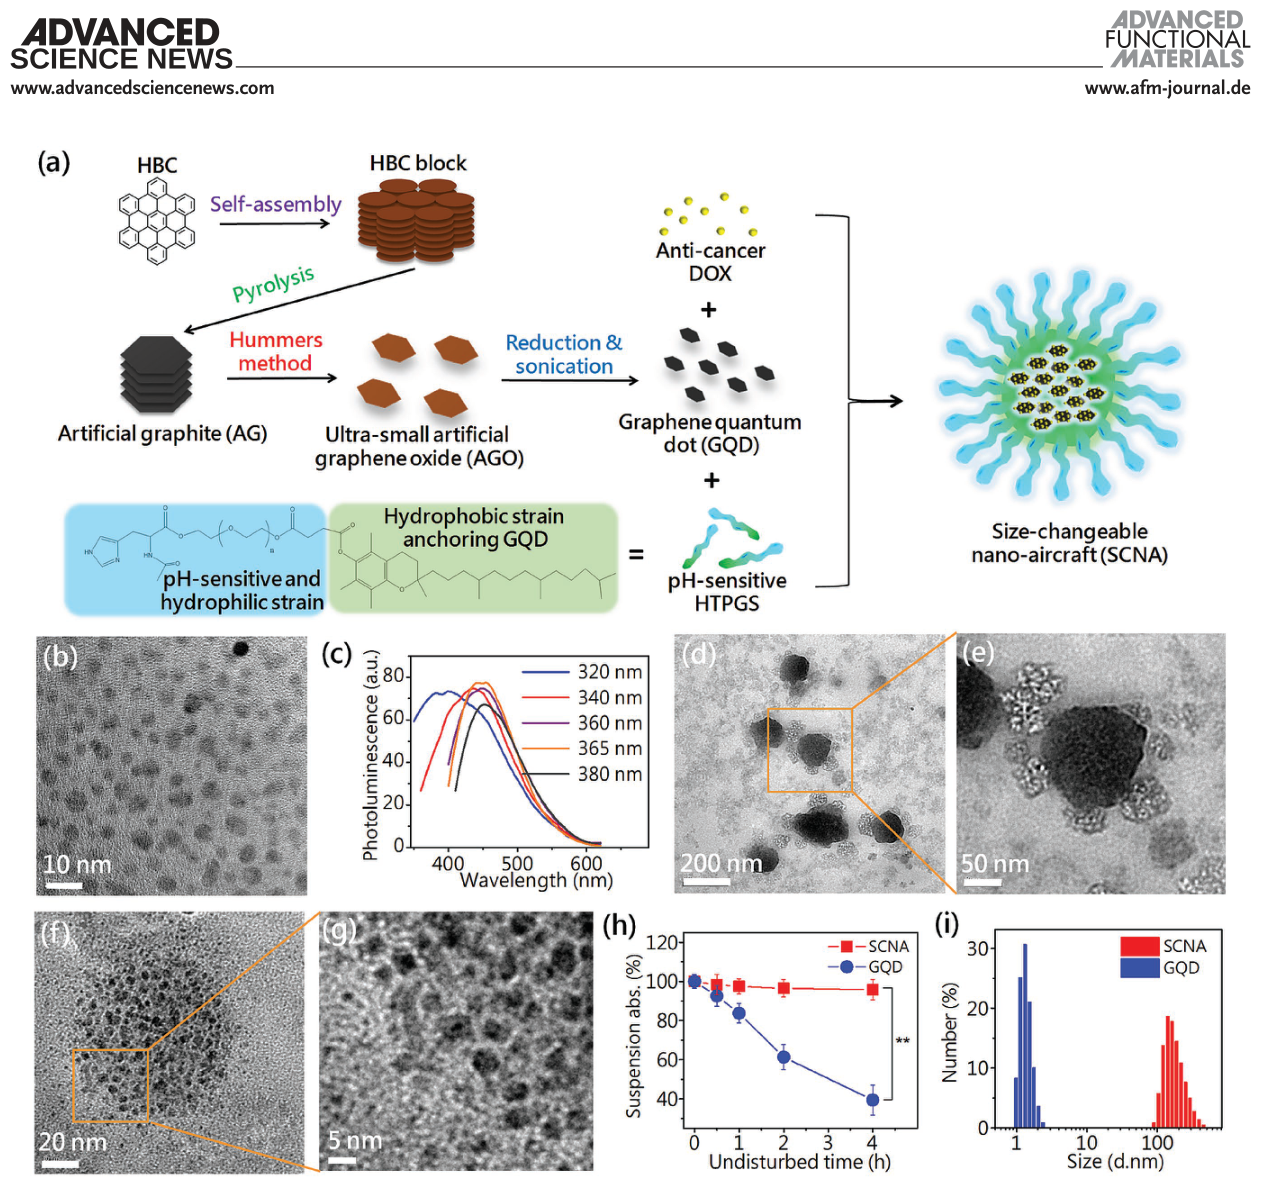 ADVANCED
SCIENCE NEWS
www.advancedsciencenews.com
ADVANCED
FUNCTIONAL
MATERIALS
www.afm-journal.de
(a)
HBC
Self-assembly
HBC block
Pyrolysis
Artificial graphite (AG)
Hummers
method
Ultra-small artificial
graphene oxide (AGO)
Reduction &
sonication
Anti-cancer
DOX
+
Graphene quantum
dot (GQD)
+
pH-sensitive
HTPGS
=
Size-changeable
nano-aircraft (SCNA)
HN
N
O
O
NH
O
O
O
O
O
O
O
pH-sensitive and
hydrophilic strain
Hydrophobic strain
anchoring GQD
(b)
10 nm
(c)
Photoluminescence (a.u.)
80
60
40
20
0
400
500
600
Wavelength (nm)
320 nm
340 nm
360 nm
365 nm
380 nm
(d)
200 nm
(e)
50 nm
(f)
20 nm
(g)
5 nm
(h)
Suspension abs. (%)
120
100
80
60
40
0
1
2
3
4
Undisturbed time (h)
SCNA
GQD
**
(i)
Number (%)
30
20
10
0
1
10
100
Size (d.nm)
SCNA
GQD